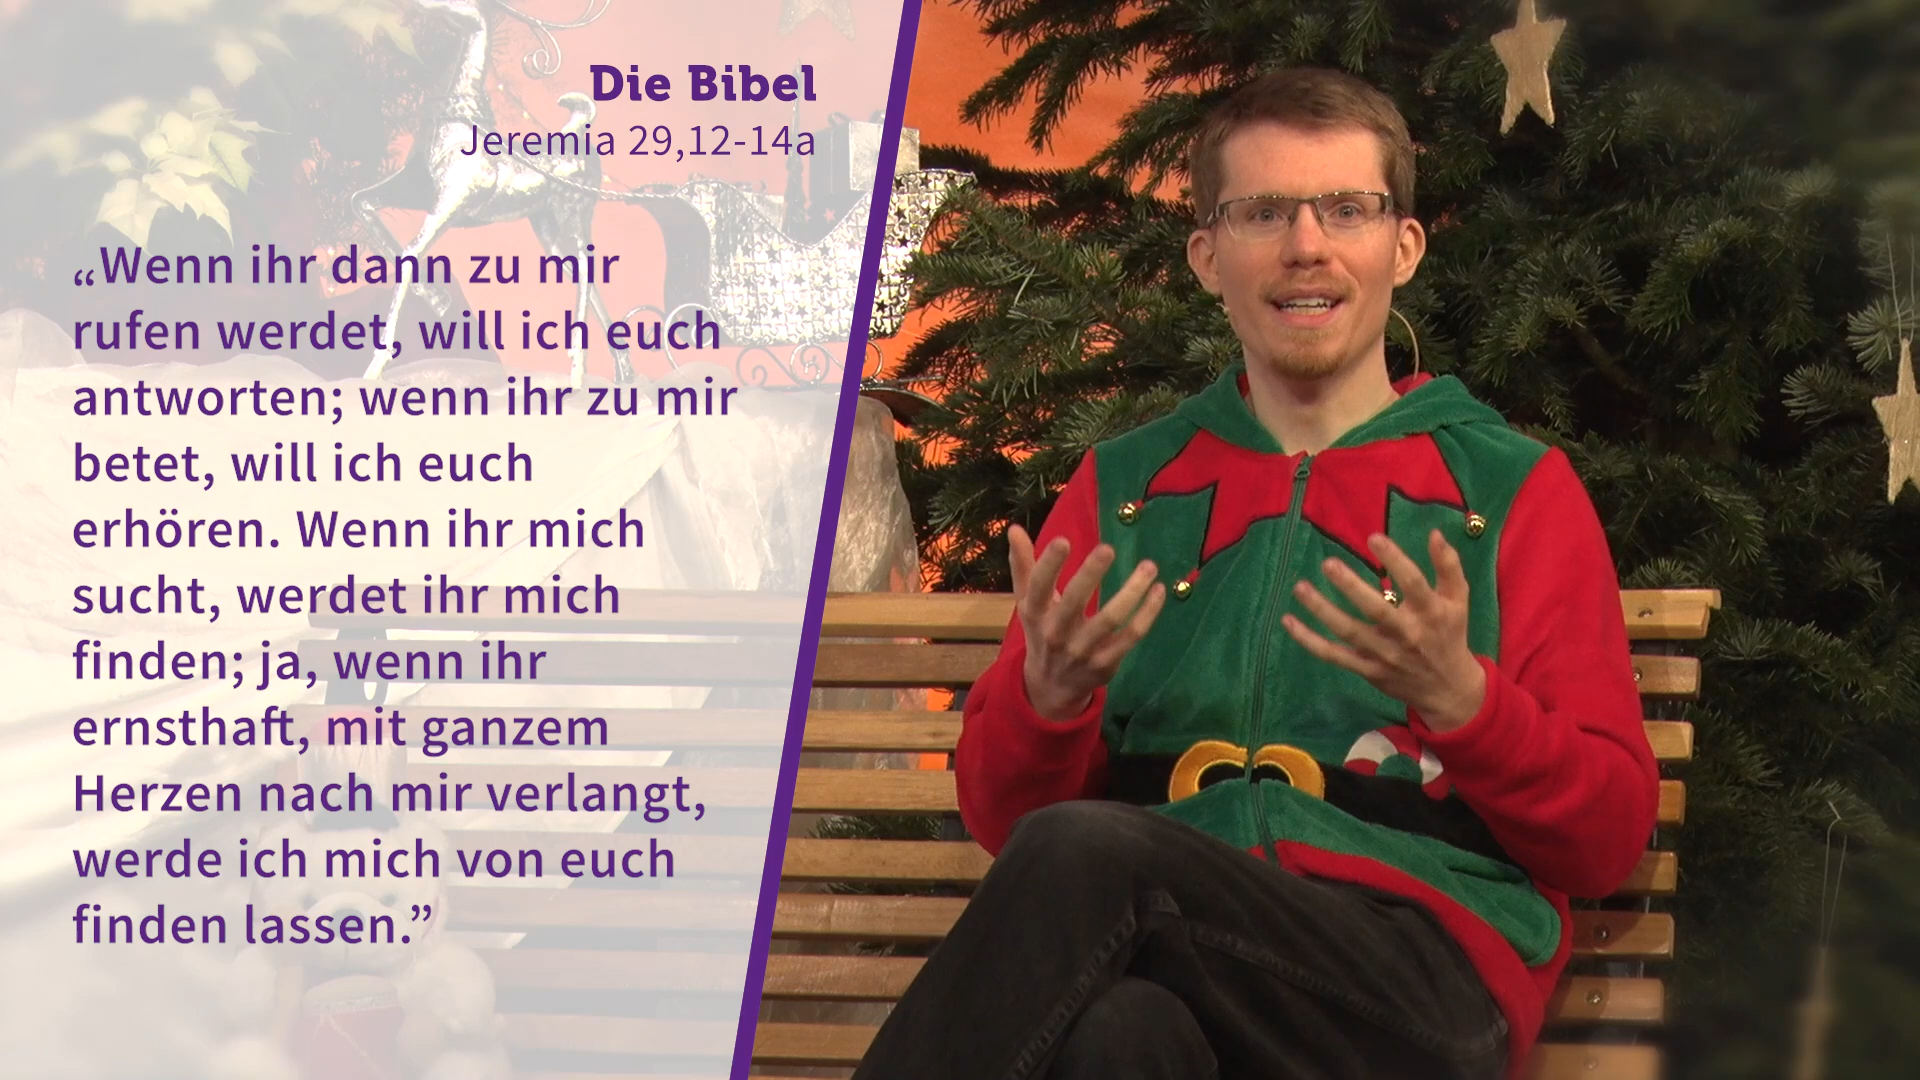 Die Bibel
Jeremia 29,12-14a
„Wenn ihr dann zu mir
rufen werdet, will ich euch
antworten; wenn ihr zu mir
betet, will ich euch
erhören. Wenn ihr mich
sucht, werdet ihr mich
finden; ja, wenn ihr
ernsthaft, mit ganzem
Herzen nach mir verlangt,
werde ich mich von euch
finden lassen.”